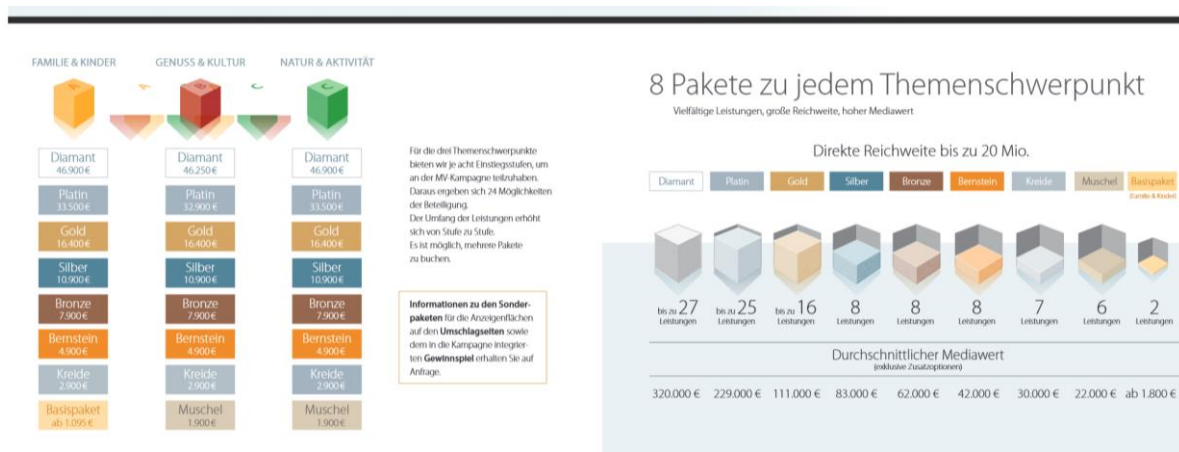 FAMILIE & KINDER
GENUSS & KULTUR
NATUR & AKTIVITÄT
A
A
B
C
C
Diamant
46.900 €
Platin
33.500 €
Gold
16.400 €
Silber
10.900 €
Bronze
7.900 €
Bernstein
4.900 €
Kreide
2.900 €
Basispaket
ab 1.095 €
Diamant
46.250 €
Platin
32.900 €
Gold
16.400 €
Silber
10.900 €
Bronze
7.900 €
Bernstein
4.900 €
Kreide
2.900 €
Muschel
1.900 €
Diamant
46.900 €
Platin
33.500 €
Gold
16.400 €
Silber
10.900 €
Bronze
7.900 €
Bernstein
4.900 €
Kreide
2.900 €
Muschel
1.900 €
Für die drei Themenschwerpunkte
bieten wir je acht Einstiegsstufen, um
an der MV-Kampagne teilzuhaben.
Daraus ergeben sich 24 Möglichkeiten
der Beteiligung.
Der Umfang der Leistungen erhöht
sich von Stufe zu Stufe.
Es ist möglich, mehrere Pakete
zu buchen.
Informationen zu den Sonder-
paketen für die Anzeigenflächen
auf den Umschlagseiten sowie
dem in die Kampagne integrier-
ten Gewinnspiel erhalten Sie auf
Anfrage.
8 Pakete zu jedem Themenschwerpunkt
Vielfältige Leistungen, große Reichweite, hoher Mediawert
Direkte Reichweite bis zu 20 Mio.
Diamant Platin Gold Silber Bronze Bernstein Kreide Muschel Basispaket
(Familie & Kinder)
bis zu 27 bis zu 25 bis zu 16 8 8 8 7 6 2
Leistungen Leistungen Leistungen Leistungen Leistungen Leistungen Leistungen Leistungen Leistungen
Durchschnittlicher Mediawert
(exklusive Zusatzoptionen)
320.000 € 229.000 € 111.000 € 83.000 € 62.000 € 42.000 € 30.000 € 22.000 € ab 1.800 €